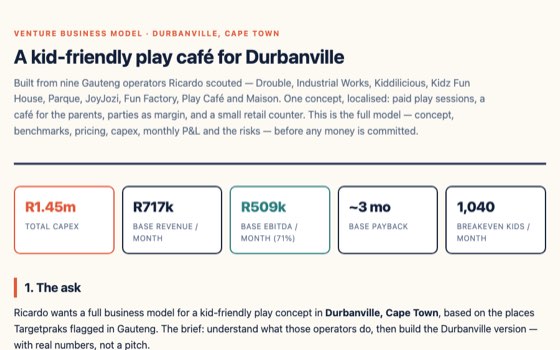 VENTURE BUSINESS MODEL · DURBANVILLE, CAPE TOWN
A kid-friendly play café for Durbanville
Built from nine Gauteng operators Ricardo scouted — Drouble, Industrial Works, Kiddilicious, Kidz Fun
House, Parque, JoyJozi, Fun Factory, Play Café and Maison. One concept, localised: paid play sessions, a
café for the parents, parties as margin, and a small retail counter. This is the full model — concept,
benchmarks, pricing, capex, monthly P&L and the risks — before any money is committed.
R1.45m
TOTAL CAPEX
R717k
BASE REVENUE /
MONTH
R509k
BASE EBITDA /
MONTH (71%)
~3 mo
BASE PAYBACK
1,040
BREAKEVEN KIDS /
MONTH
1. The ask
Ricardo wants a full business model for a kid-friendly play concept in Durbanville, Cape Town, based on the places
Targetpraks flagged in Gauteng. The brief: understand what those operators do, then build the Durbanville version —
with real numbers, not a pitch.